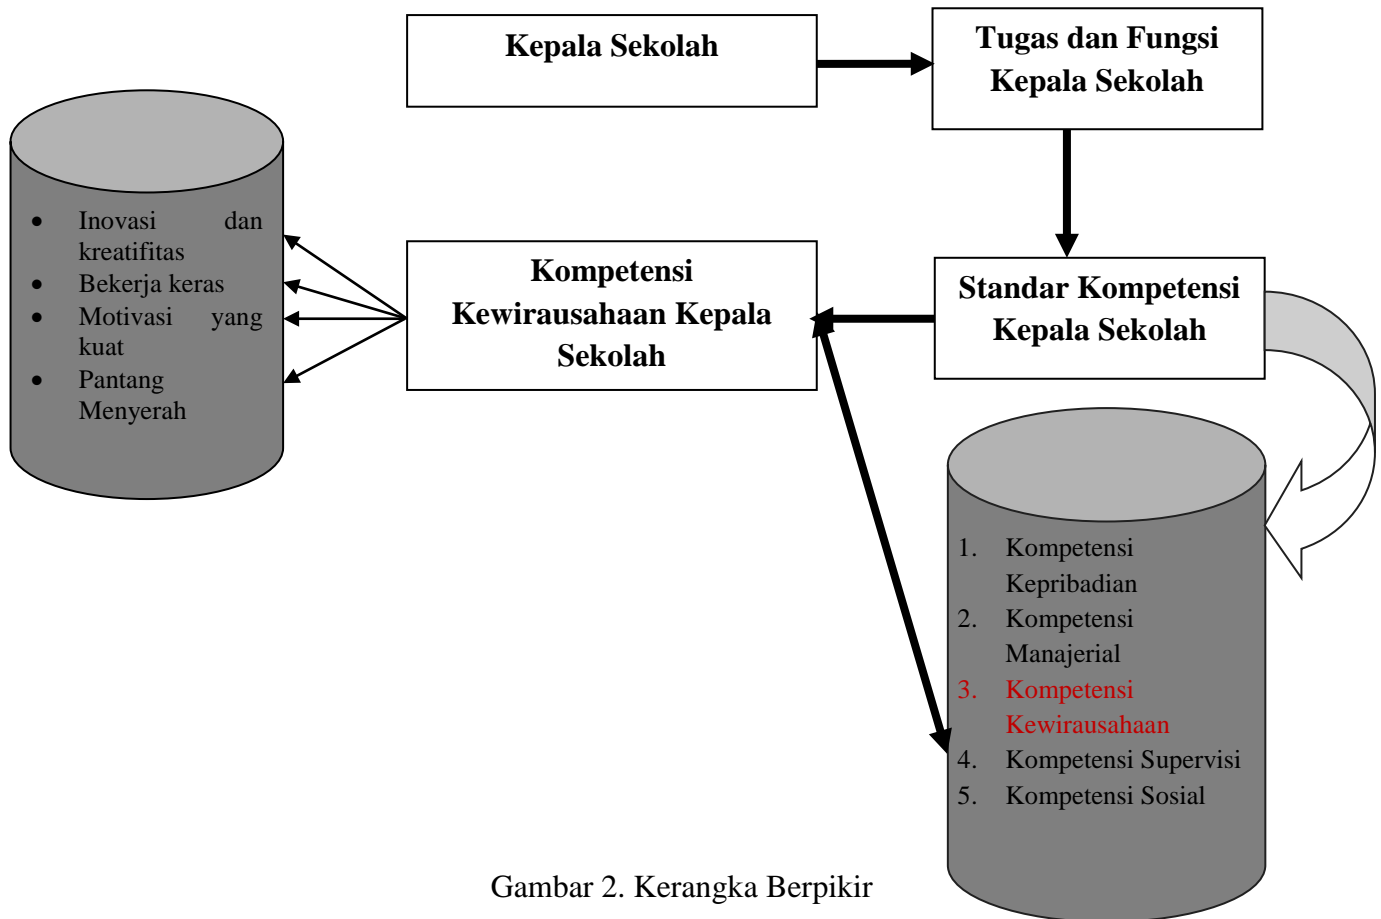 Kepala Sekolah
Tugas dan Fungsi
Kepala Sekolah
• Inovasi dan
kreatifitas
• Bekerja keras
• Motivasi yang
kuat
• Pantang
Menyerah
Kompetensi
Kewirausahaan Kepala
Sekolah
Standar Kompetensi
Kepala Sekolah
1. Kompetensi
Kepribadian
2. Kompetensi
Manajerial
3. Kompetensi
Kewirausahaan
4. Kompetensi Supervisi
5. Kompetensi Sosial
Gambar 2. Kerangka Berpikir